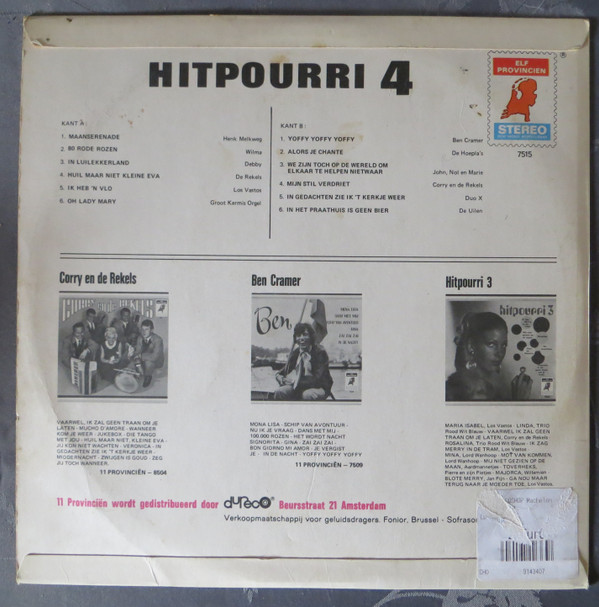 HITPOURRI 4
ELF
PROVINCIEN
STEREO
7515
KANT A:
1. MAANSERENADE Henk Melkweg
2. 80 RODE ROZEN Wilma
3. IN LUILEKKERLAND Debby
4. HUIL MAAR NIET KLEINE EVA De Rekels
5. IK HEB 'N VLO Los Vastos
6. OH LADY MARY Groot Kermis Orgel
KANT B:
1. YOFFY YOFFY YOFFY Ben Cramer
2. ALORS JE CHANTE De Hoepla's
3. WE ZIJN TOCH OP DE WERELD OM
ELKAAR TE HELPEN NIETWAAR John, Nol en Marie
4. MIJN STIL VERDRIET Corry en de Rekels
5. IN GEDACHTEN ZIE IK 'T KERKJE WEER Duo X
6. IN HET PRAATHUIS IS GEEN BIER De Uilen
Corry en de Rekels
VAARWEL, IK ZAL GEEN TRAAN OM JE
LATEN - MUCHO D'AMORE - WANNEER
KOM JE WEER - JUKEBOX - DIE TANGO
MET JOU - HUIL MAAR NIET, KLEINE EVA -
JIJ KON NIET WACHTEN - VERONICA - IN
GEDACHTEN ZIE IK 'T KERKJE WEER -
MIDDERNACHT - ZWIJGEN IS GOUD - ZEG
JIJ TOCH WANNEER
11 PROVINCIËN - 8504
Ben Cramer
Ben
MONA LISA - SCHIP VAN AVONTUUR -
NU IK JE VRAAG - DANS MET MIJ -
100.000 ROZEN - HET WORDT NACHT
SIGNORITA - GINA - ZAI ZAI ZAI -
BON GIORNO MI AMOR - JE VERGIST
JE - IN DE NACHT - YOFFY YOFFY YOFFY
11 PROVINCIËN - 7509
Hitpourri 3
hitpourri 3
MARIA ISABEL, Los Vastos - LINDA, TRIO
Rood Wit Blauw - VAARWEL IK ZAL GEEN
TRAAN OM JE LATEN, Corry en de Rekels
ROSALINA, Trio Rood Wit Blauw - IK ZAG
MERRY IN DE TRAM, Los Vastos
MINA, Lord Wanhoop - MOT VAN KOMMEN,
Lord Wanhoop - MIJ NIET GEZIEN OP DE
MAAN, Aardmannetjes - TOVERHEKS,
Pierre en zijn Pietjes - MAJORCA, Witlanven
BLOTE MERRY, Jan Pijn - GA NOU MAAR
TERUG NAAR JE MOEDER TOE, Los Vastos
11 Provinciën wordt gedistribueerd door dureco Beursstraat 21 Amsterdam
Verkoopmaatschappij voor geluidsdragers. Fonior, Brussel - Sofrason
0143407